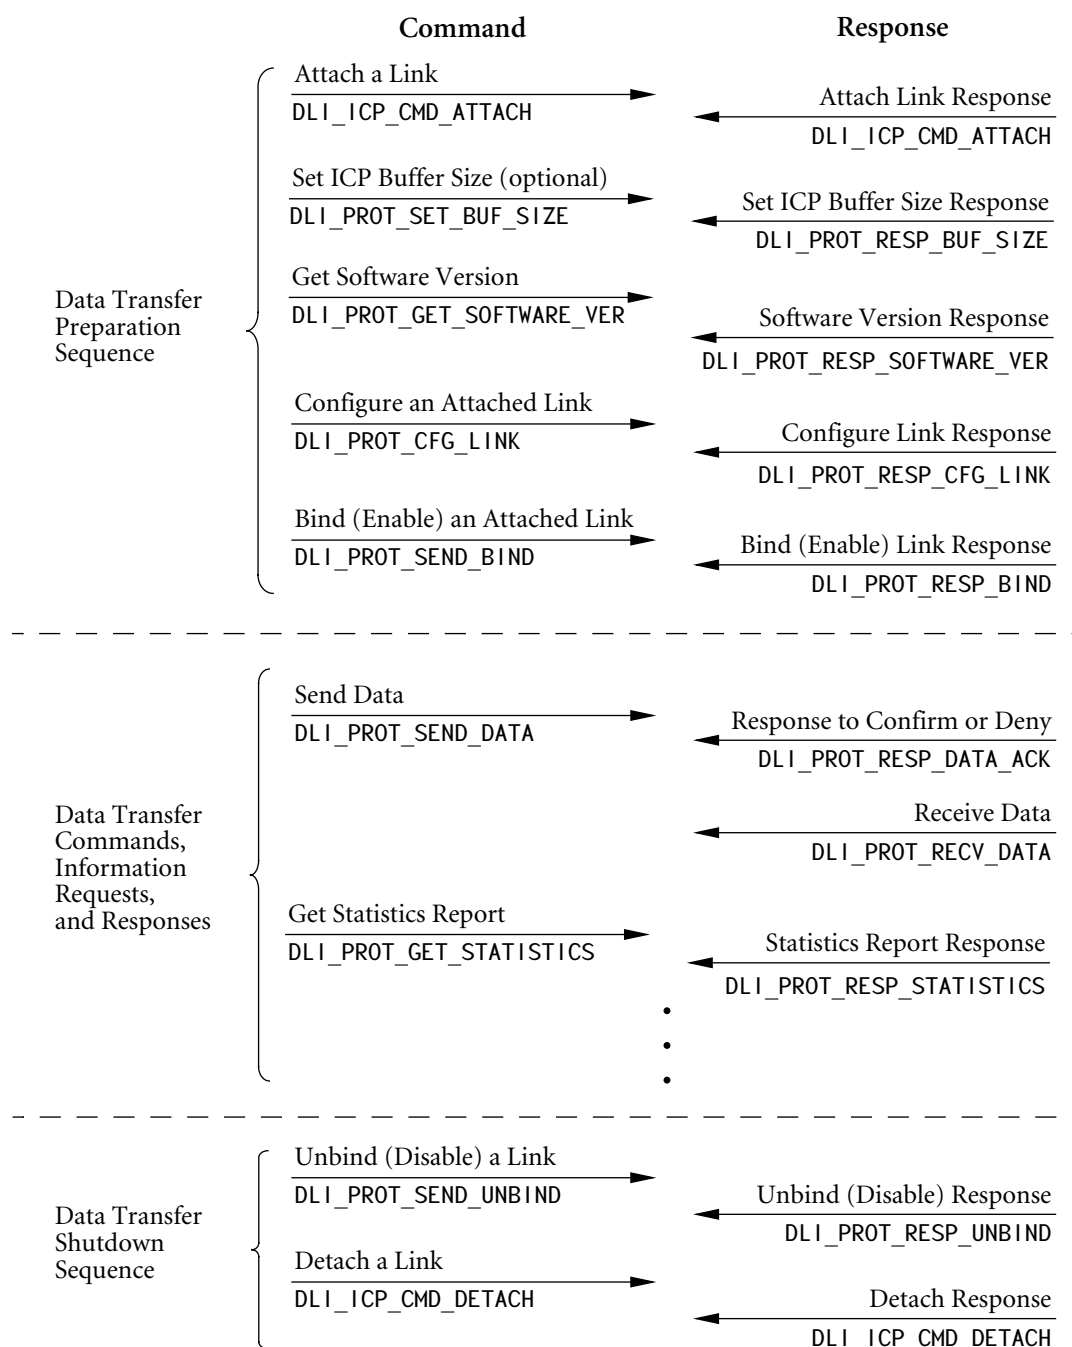 Command
Response
Attach a Link
DLI_ICP_CMD_ATTACH
Attach Link Response
DLI_ICP_CMD_ATTACH
Set ICP Buffer Size (optional)
DLI_PROT_SET_BUF_SIZE
Set ICP Buffer Size Response
DLI_PROT_RESP_BUF_SIZE
Data Transfer
Preparation
Sequence
Get Software Version
DLI_PROT_GET_SOFTWARE_VER
Software Version Response
DLI_PROT_RESP_SOFTWARE_VER
Configure an Attached Link
DLI_PROT_CFG_LINK
Configure Link Response
DLI_PROT_RESP_CFG_LINK
Bind (Enable) an Attached Link
DLI_PROT_SEND_BIND
Bind (Enable) Link Response
DLI_PROT_RESP_BIND
Send Data
DLI_PROT_SEND_DATA
Response to Confirm or Deny
DLI_PROT_RESP_DATA_ACK
Data Transfer
Commands,
Information
Requests,
and Responses
Receive Data
DLI_PROT_RECV_DATA
Get Statistics Report
DLI_PROT_GET_STATISTICS
Statistics Report Response
DLI_PROT_RESP_STATISTICS
Unbind (Disable) a Link
DLI_PROT_SEND_UNBIND
Unbind (Disable) Response
DLI_PROT_RESP_UNBIND
Data Transfer
Shutdown
Sequence
Detach a Link
DLI_ICP_CMD_DETACH
Detach Response
DLI_ICP_CMD_DETACH